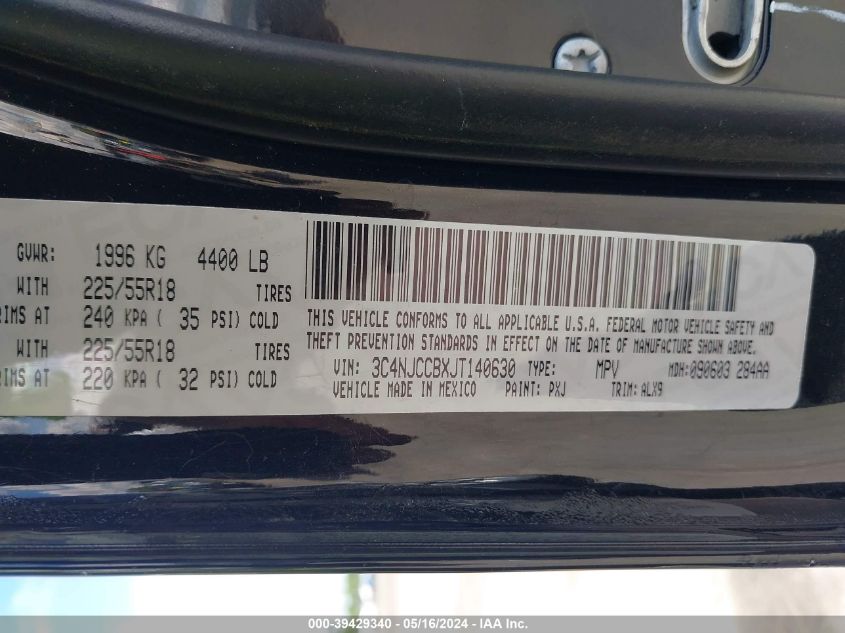 GVWR: 1996 KG 4400 LB
WITH 225/55R18 TIRES
RIMS AT 240 KPA ( 35 PSI) COLD
WITH 225/55R18 TIRES
RIMS AT 220 KPA ( 32 PSI) COLD
THIS VEHICLE CONFORMS TO ALL APPLICABLE U.S.A. FEDERAL MOTOR VEHICLE SAFETY AND
THEFT PREVENTION STANDARDS IN EFFECT ON THE DATE OF MANUFACTURE SHOWN ABOVE.
VIN: 3C4NJCCBXJT140630 TYPE: MPV MDH:090603 284AA
VEHICLE MADE IN MEXICO PAINT: PXJ TRIM: ALX9
000-39429340 - 05/16/2024 - IAA Inc.